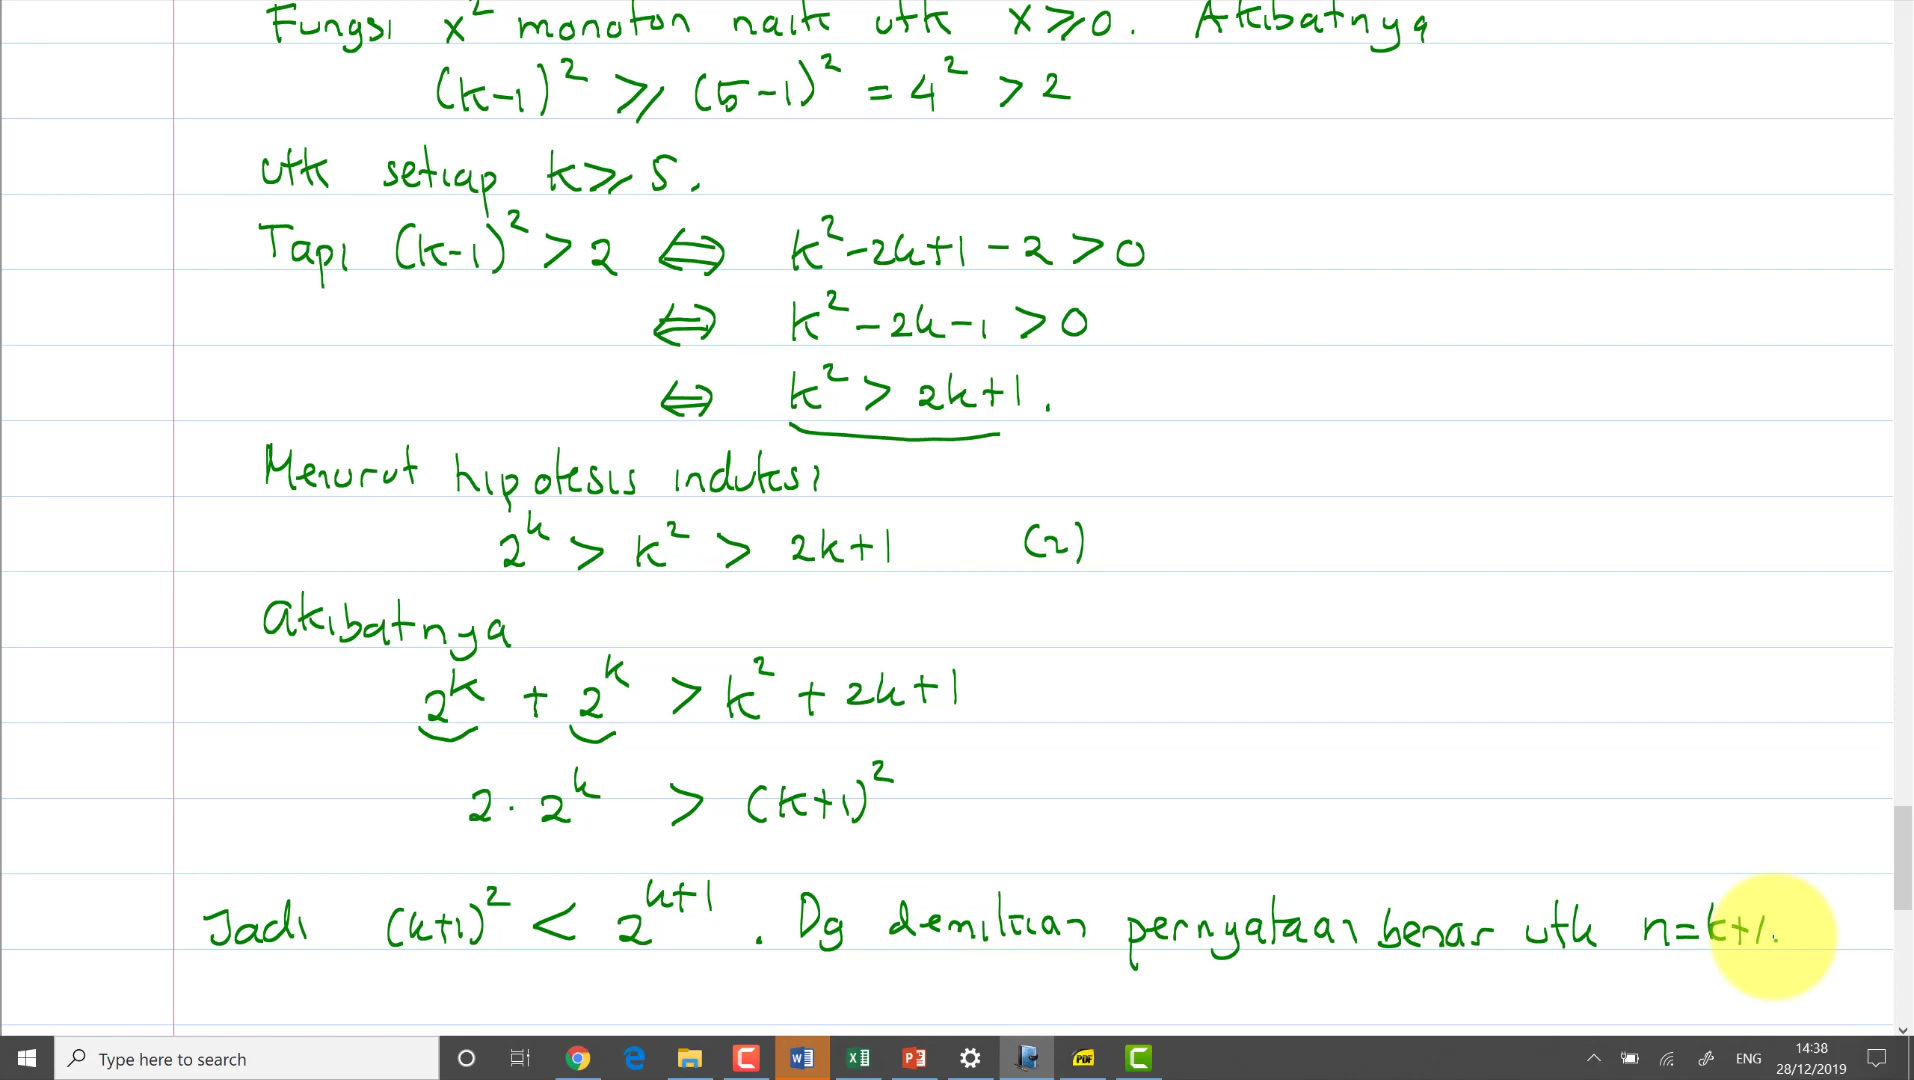 Fungsi x² monoton naik utk x ≥ 0. Akibatnya
(k-1)² ≥ (5-1)² = 4² > 2
utk setiap k ≥ 5.
Tapi (k-1)² > 2 ⟺ k²-2k+1-2 > 0
⟺ k²-2k-1 > 0
⟺ k² > 2k+1.
Menurut hipotesis induksi
2ᵏ > k² > 2k+1 (2)
akibatnya
2ᵏ + 2ᵏ > k² + 2k+1
2 · 2ᵏ > (k+1)²
Jadi (k+1)² < 2ᵏ⁺¹. Dg demikian pernyataan benar utk n=k+1.
Type here to search
ENG
14:38
28/12/2019